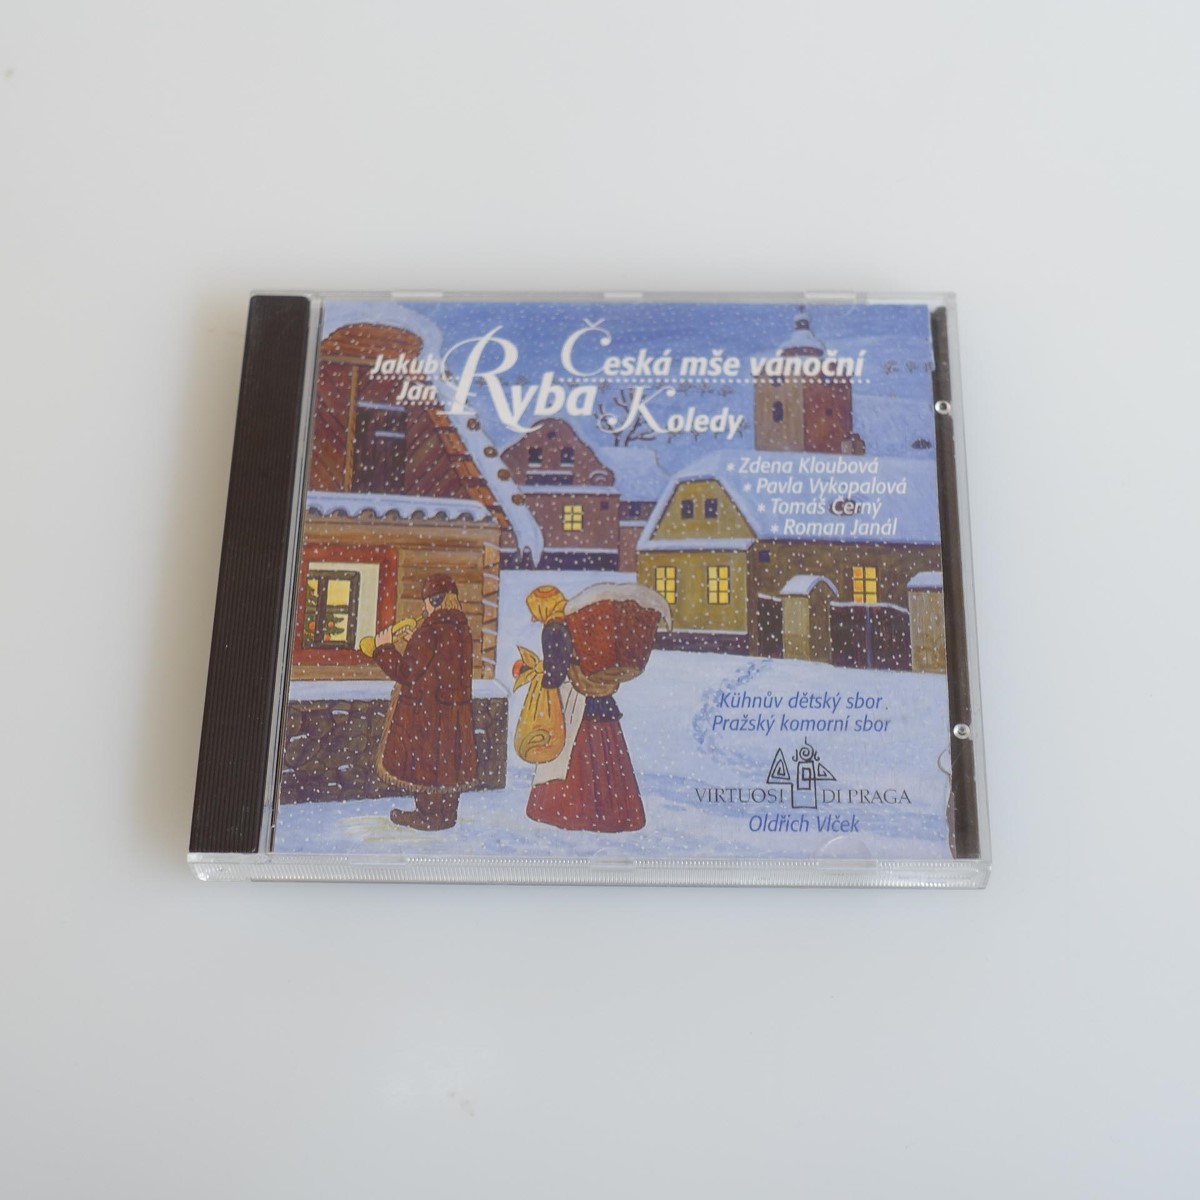 Jakub Jan Ryba
Česká mše vánoční
Koledy
* Zdena Kloubová
* Pavla Vykopalová
* Tomáš Černý
* Roman Janál
Kühnův dětský sbor
Pražský komorní sbor
VIRTUOSI DI PRAGA
Oldřich Vlček